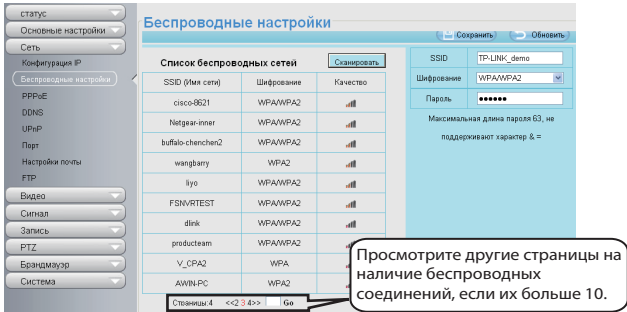 статус
Основные настройки
Сеть
Конфигурация IP
Беспроводные настройки
PPPoE
DDNS
UPnP
Порт
Настройки почты
FTP
Видео
Сигнал
Запись
PTZ
Брандмауэр
Система
Беспроводные настройки
Сохранить Обновить
Список беспроводных сетей Сканировать
SSID (Имя сети) Шифрование Качество
cisco-8621 WPA/WPA2
Netgear-inner WPA/WPA2
buffalo-chenchen2 WPA/WPA2
wangbarry WPA2
liyo WPA/WPA2
FSNVRTEST WPA/WPA2
dlink WPA/WPA2
producteam WPA/WPA2
V_CPA2 WPA
AWIN-PC WPA2
Страницы:4 <<2 3 4>> Go
SSID TP-LINK_demo
Шифрование WPA/WPA2
Пароль ●●●●●●
Максимальная длина пароля 63, не
поддерживают характер & =
Просмотрите другие страницы на
наличие беспроводных
соединений, если их больше 10.